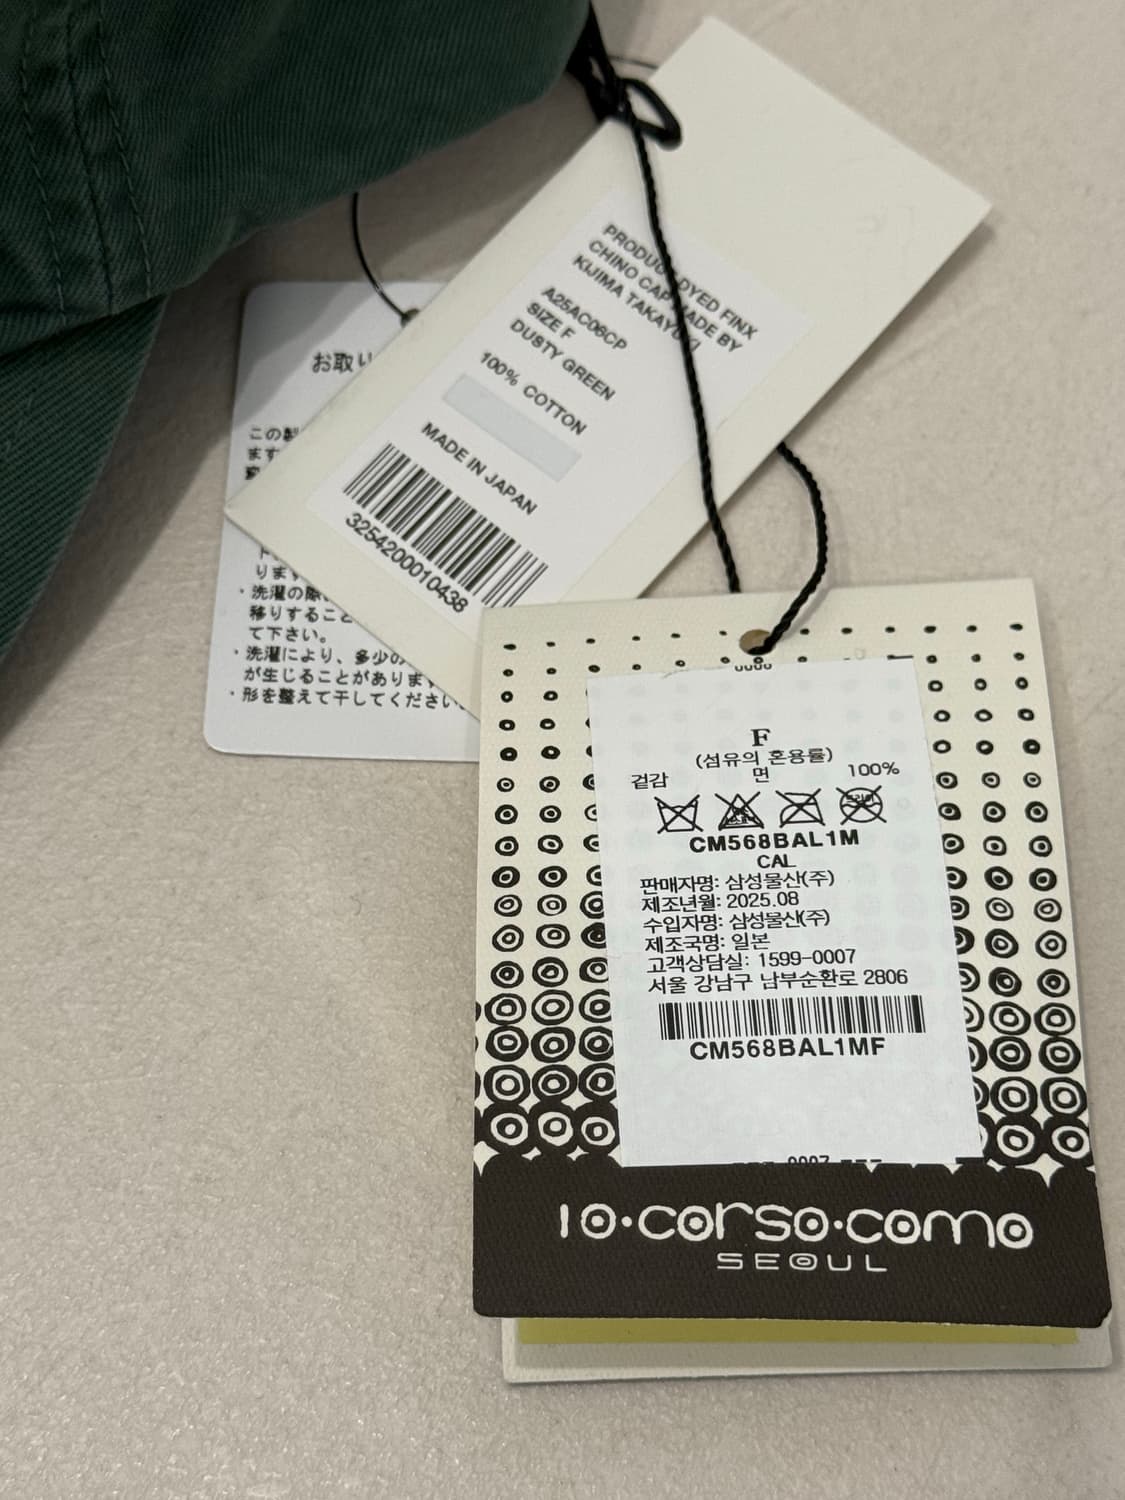 PRODUCT DYED FINX
CHINO CAP MADE BY
KIJIMA TAKAYUKI
A25AC06CP
SIZE F
DUSTY GREEN
100% COTTON
MADE IN JAPAN
3254200010438
お取り
この製
ます
ります
・洗濯の際
移りすること
て下さい。
・洗濯により、多少の
が生じることがあります
・形を整えて干してください。
F
(섬유의 혼용률)
겉감 면 100%
CM568BAL1M
CAL
판매자명: 삼성물산(주)
제조년월: 2025.08
수입자명: 삼성물산(주)
제조국명: 일본
고객상담실: 1599-0007
서울 강남구 남부순환로 2806
CM568BAL1MF
10·corso·como
SEOUL